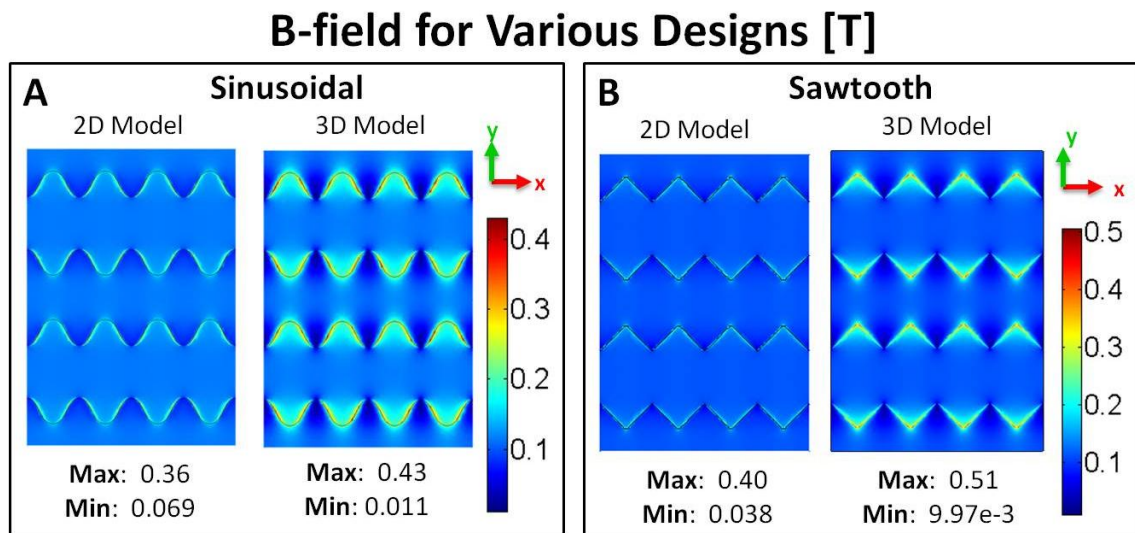 B-field for Various Designs [T]
A
Sinusoidal
2D Model
3D Model
y
x
0.4
0.3
0.2
0.1
Max: 0.36
Min: 0.069
Max: 0.43
Min: 0.011
B
Sawtooth
2D Model
3D Model
y
x
0.5
0.4
0.3
0.2
0.1
Max: 0.40
Min: 0.038
Max: 0.51
Min: 9.97e-3